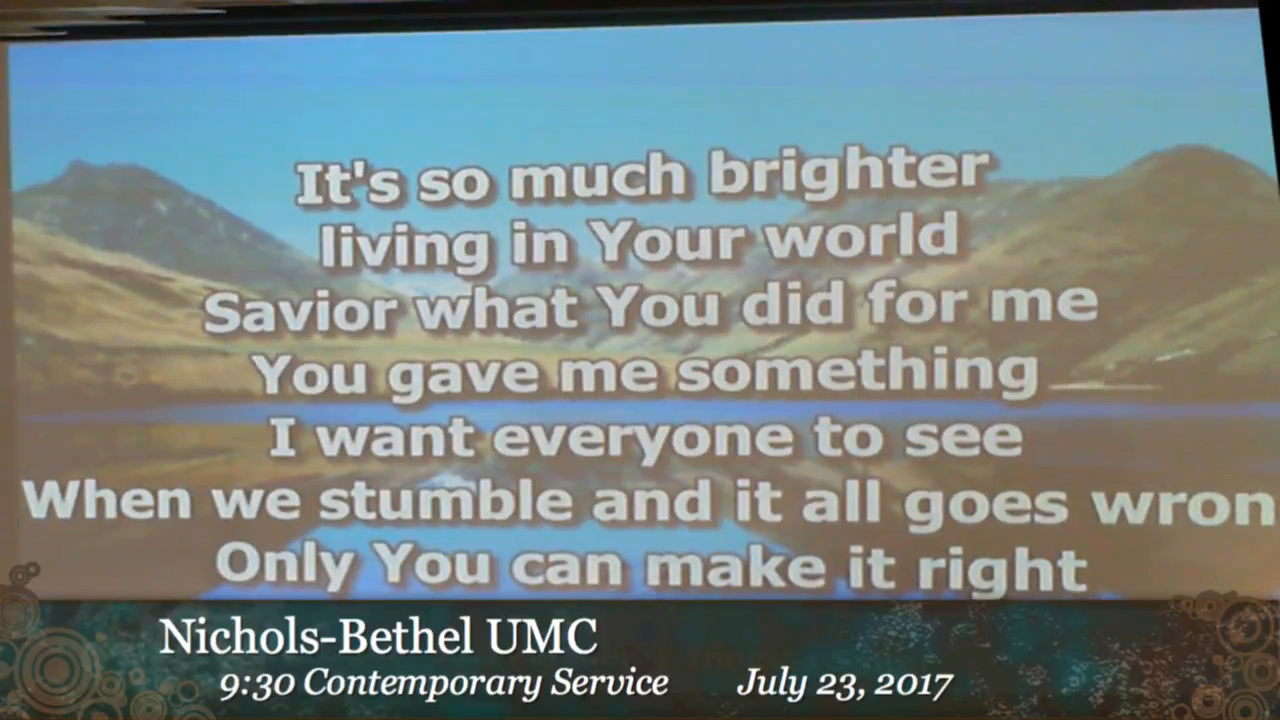 It's so much brighter
living in Your world
Savior what You did for me
You gave me something
I want everyone to see
When we stumble and it all goes wron
Only You can make it right
Nichols-Bethel UMC
9:30 Contemporary Service July 23, 2017